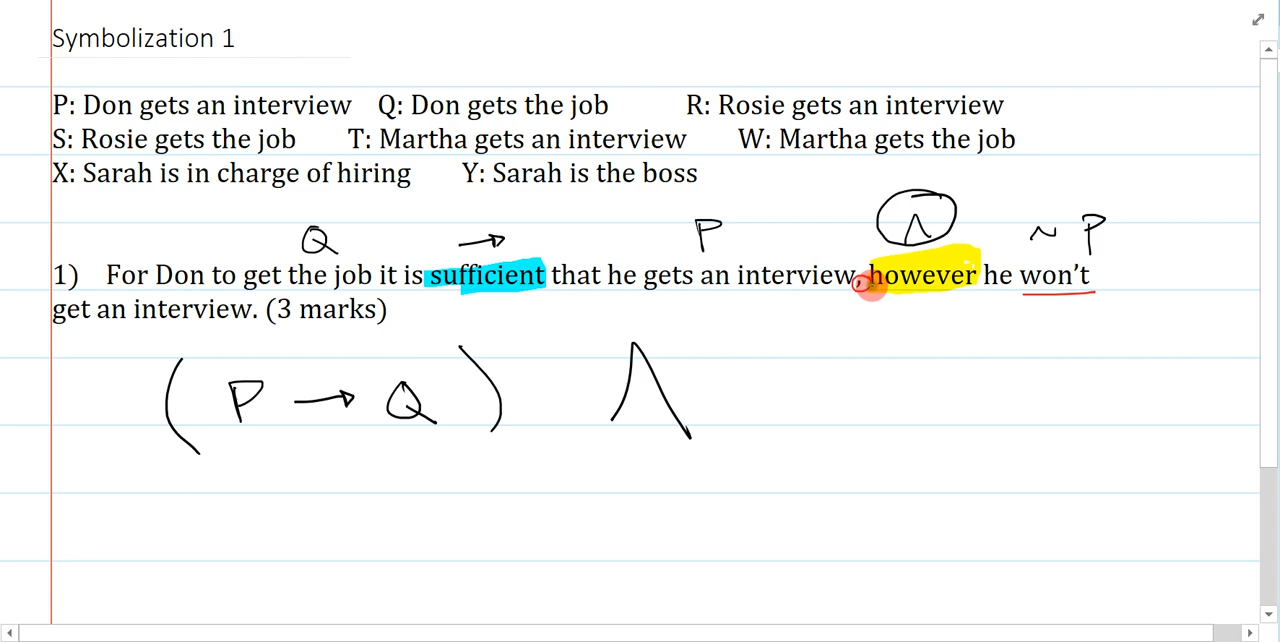 Symbolization 1
P: Don gets an interview Q: Don gets the job R: Rosie gets an interview
S: Rosie gets the job T: Martha gets an interview W: Martha gets the job
X: Sarah is in charge of hiring Y: Sarah is the boss
Q → P ∧ ~ P
1) For Don to get the job it is sufficient that he gets an interview, however he won't
get an interview. (3 marks)
( P → Q ) ∧